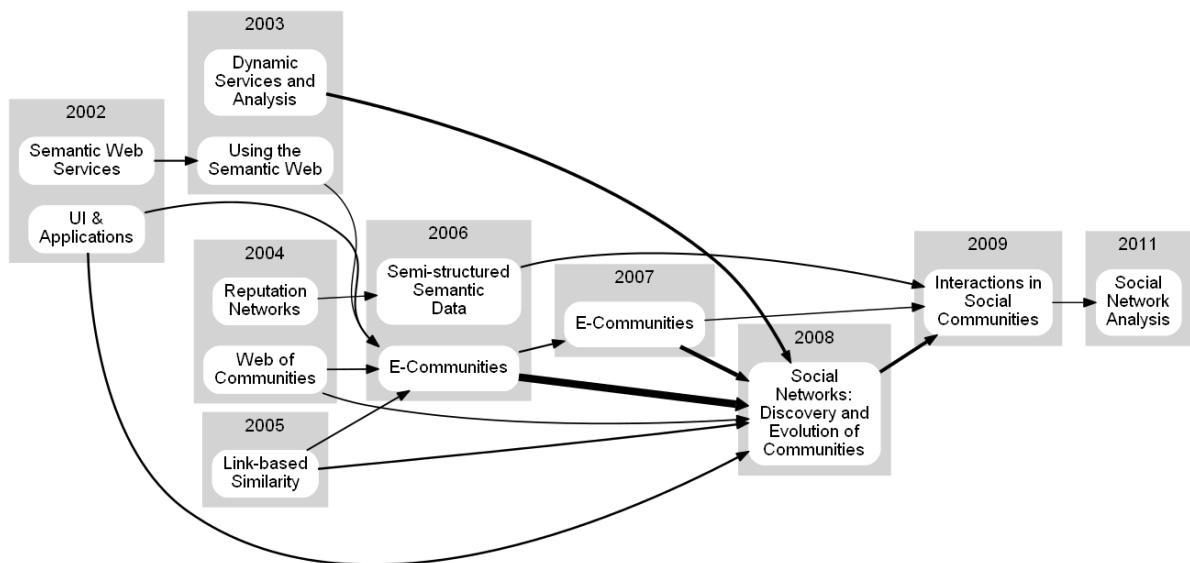 2002
Semantic Web
Services
UI &
Applications
2003
Dynamic
Services and
Analysis
Using the
Semantic Web
2004
Reputation
Networks
Web of
Communities
2005
Link-based
Similarity
2006
Semi-structured
Semantic
Data
E-Communities
2007
E-Communities
2008
Social
Networks:
Discovery and
Evolution of
Communities
2009
Interactions in
Social
Communities
2011
Social
Network
Analysis